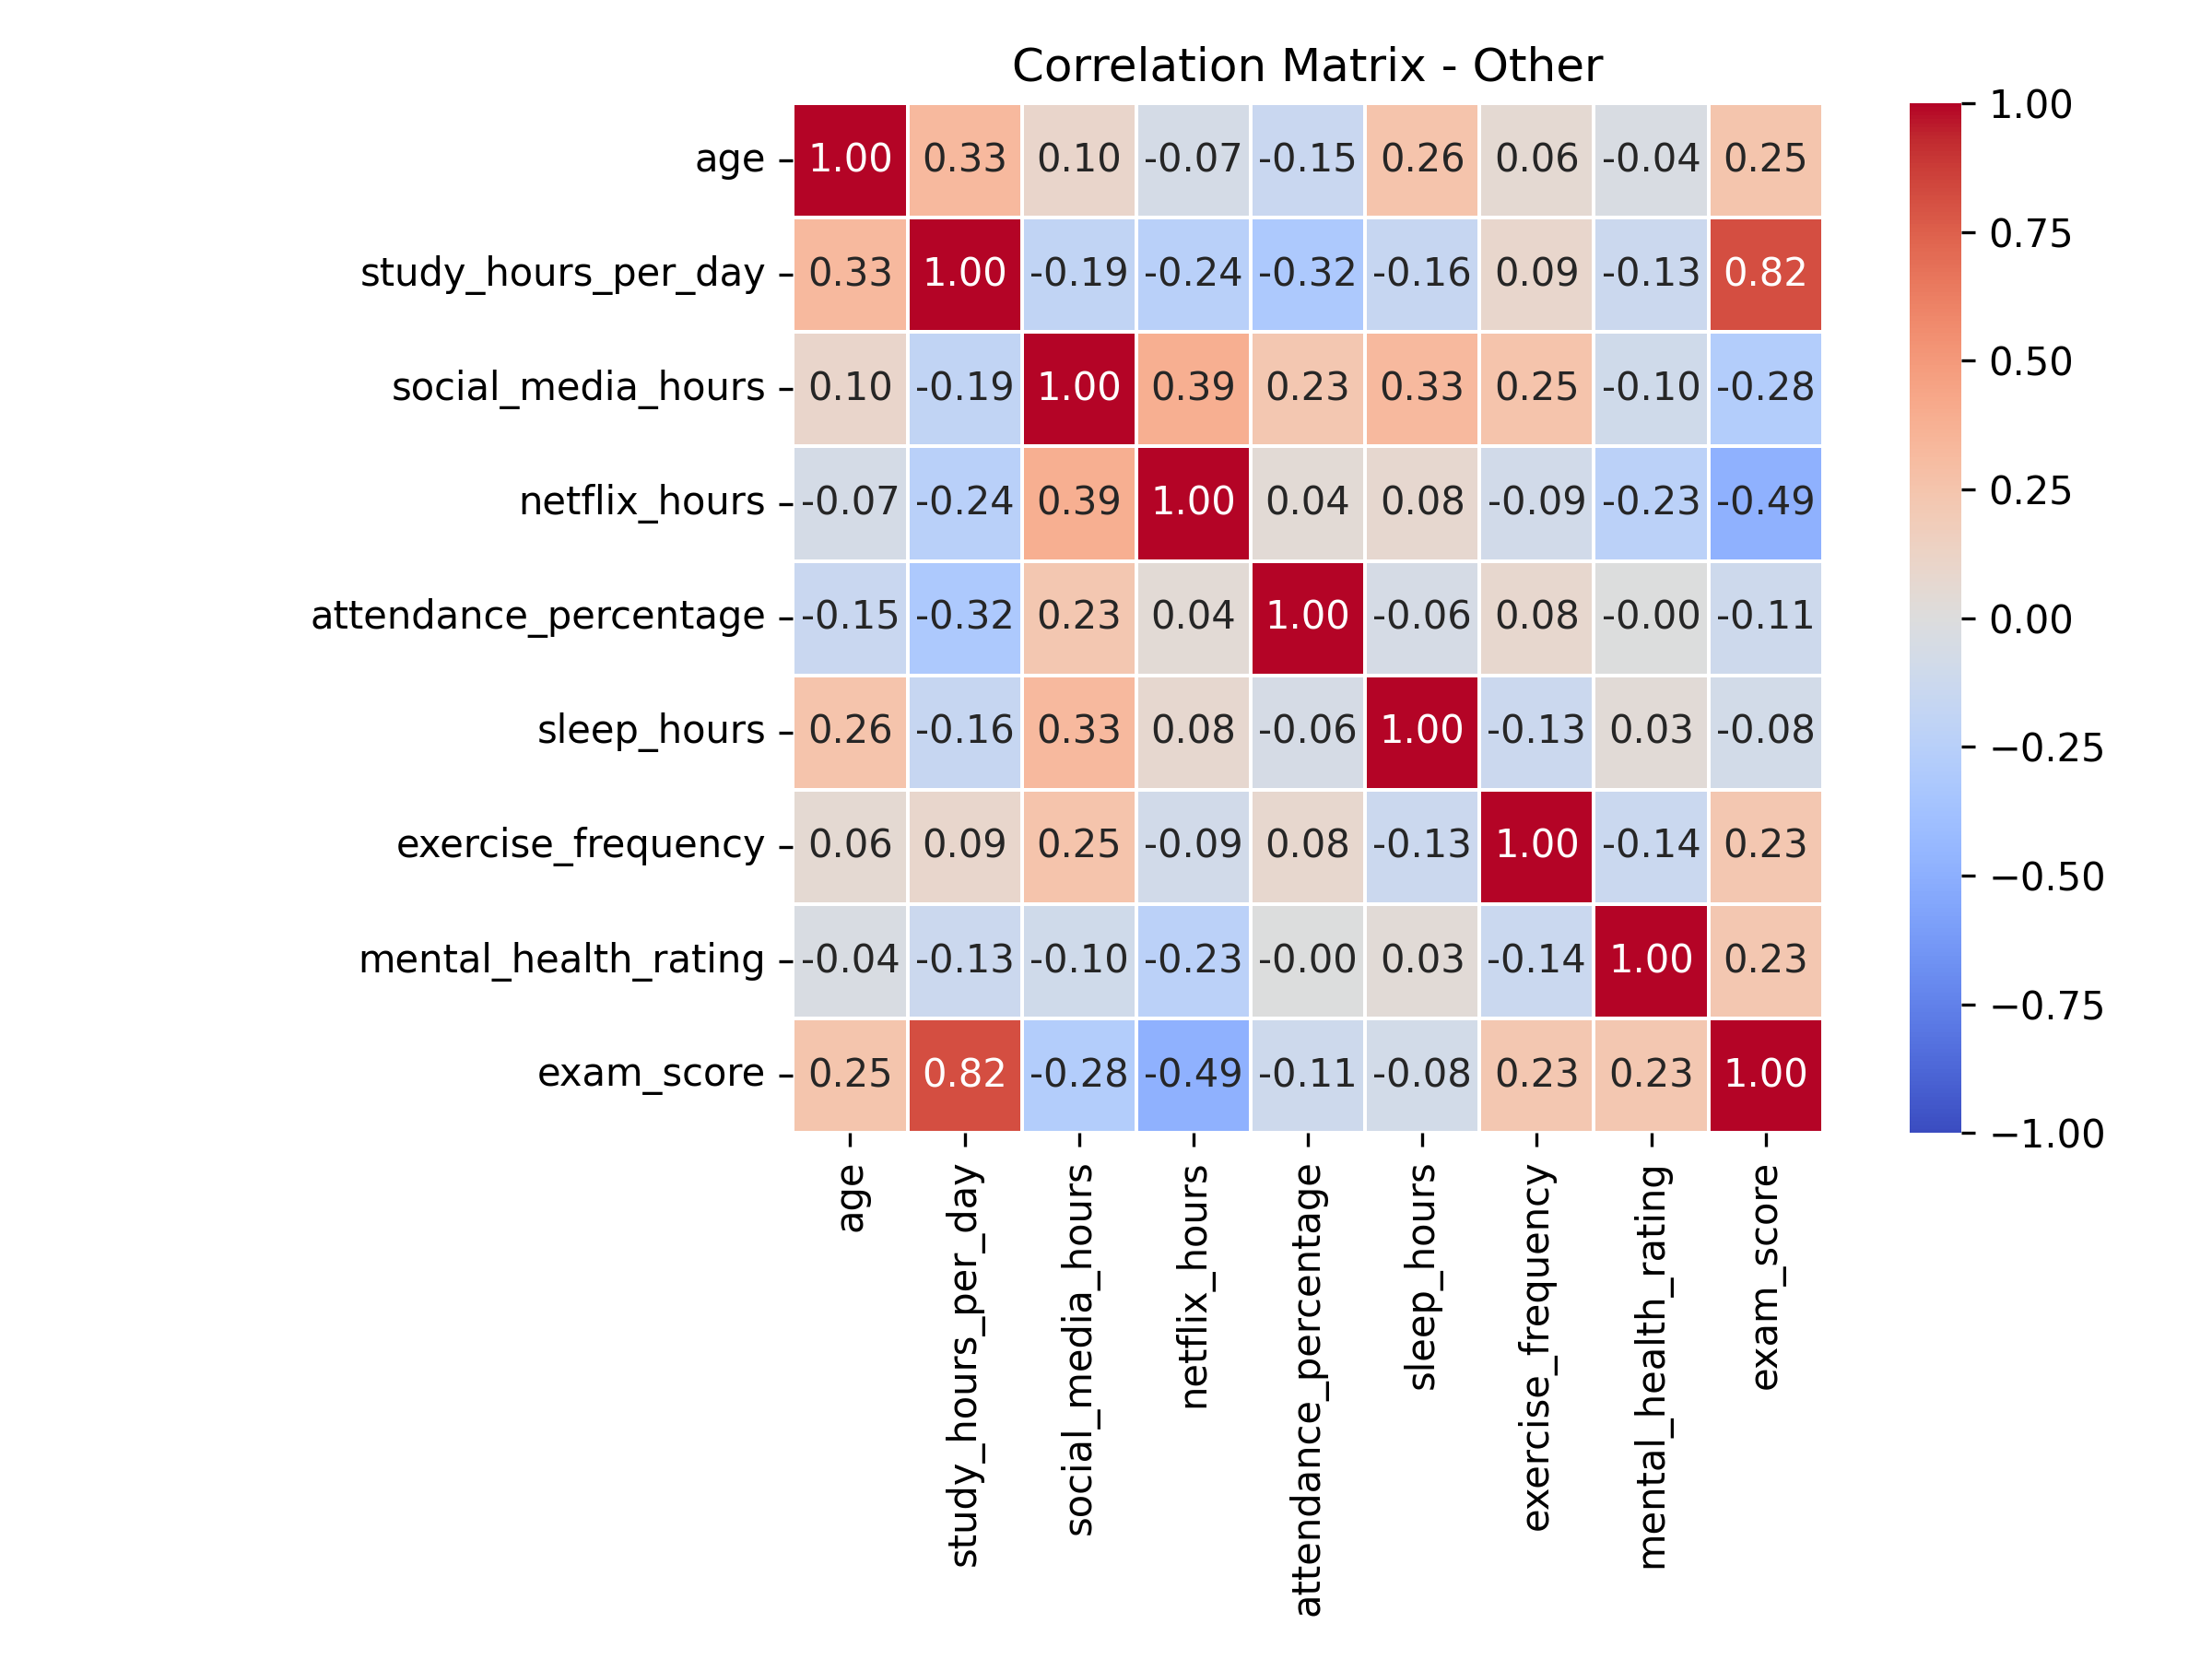 Correlation Matrix - Other
age 1.00 0.33 0.10 -0.07 -0.15 0.26 0.06 -0.04 0.25
study_hours_per_day 0.33 1.00 -0.19 -0.24 -0.32 -0.16 0.09 -0.13 0.82
social_media_hours 0.10 -0.19 1.00 0.39 0.23 0.33 0.25 -0.10 -0.28
netflix_hours -0.07 -0.24 0.39 1.00 0.04 0.08 -0.09 -0.23 -0.49
attendance_percentage -0.15 -0.32 0.23 0.04 1.00 -0.06 0.08 -0.00 -0.11
sleep_hours 0.26 -0.16 0.33 0.08 -0.06 1.00 -0.13 0.03 -0.08
exercise_frequency 0.06 0.09 0.25 -0.09 0.08 -0.13 1.00 -0.14 0.23
mental_health_rating -0.04 -0.13 -0.10 -0.23 -0.00 0.03 -0.14 1.00 0.23
exam_score 0.25 0.82 -0.28 -0.49 -0.11 -0.08 0.23 0.23 1.00
age
study_hours_per_day
social_media_hours
netflix_hours
attendance_percentage
sleep_hours
exercise_frequency
mental_health_rating
exam_score
1.00
0.75
0.50
0.25
0.00
−0.25
−0.50
−0.75
−1.00